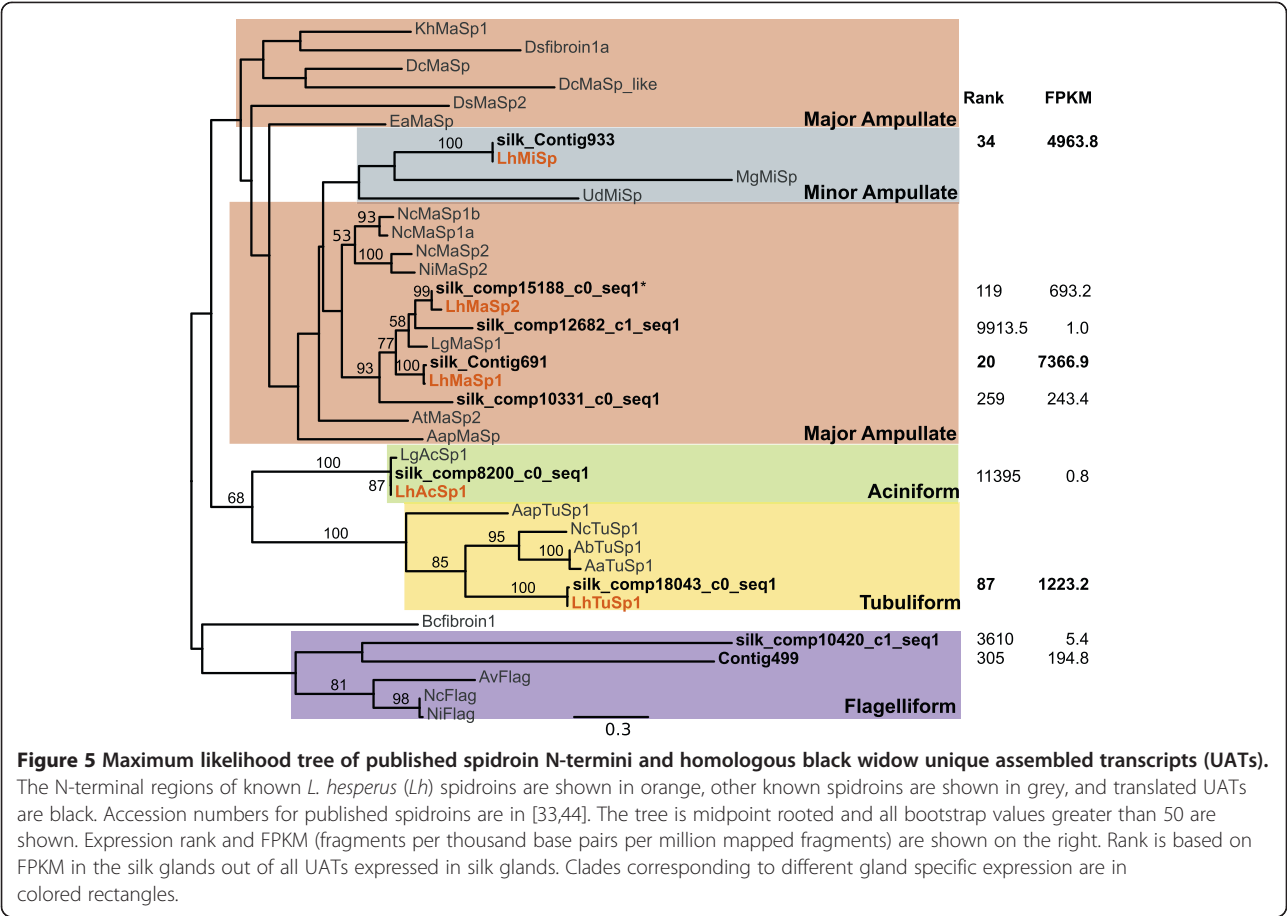 KhMaSp1
Dsfibroin1a
DcMaSp
DcMaSp_like
Rank FPKM
DsMaSp2
EaMaSp
Major Ampullate
100
silk_Contig933
34 4963.8
LhMiSp
MgMiSp
UdMiSp
Minor Ampullate
93
NcMaSp1b
53
NcMaSp1a
100
NcMaSp2
NiMaSp2
99
silk_comp15188_c0_seq1*
119 693.2
LhMaSp2
58
silk_comp12682_c1_seq1
9913.5 1.0
77
LgMaSp1
93
100
silk_Contig691
20 7366.9
LhMaSp1
silk_comp10331_c0_seq1
259 243.4
AtMaSp2
AapMaSp
Major Ampullate
LgAcSp1
100
silk_comp8200_c0_seq1
11395 0.8
87
LhAcSp1
Aciniform
68
AapTuSp1
100
NcTuSp1
95
AbTuSp1
100
AaTuSp1
85
silk_comp18043_c0_seq1
87 1223.2
100
LhTuSp1
Tubuliform
Bcfibroin1
silk_comp10420_c1_seq1
3610 5.4
Contig499
305 194.8
AvFlag
81
NcFlag
98
NiFlag
Flagelliform
0.3
Figure 5 Maximum likelihood tree of published spidroin N-termini and homologous black widow unique assembled transcripts (UATs).
The N-terminal regions of known L. hesperus (Lh) spidroins are shown in orange, other known spidroins are shown in grey, and translated UATs
are black. Accession numbers for published spidroins are in [33,44]. The tree is midpoint rooted and all bootstrap values greater than 50 are
shown. Expression rank and FPKM (fragments per thousand base pairs per million mapped fragments) are shown on the right. Rank is based on
FPKM in the silk glands out of all UATs expressed in silk glands. Clades corresponding to different gland specific expression are in
colored rectangles.